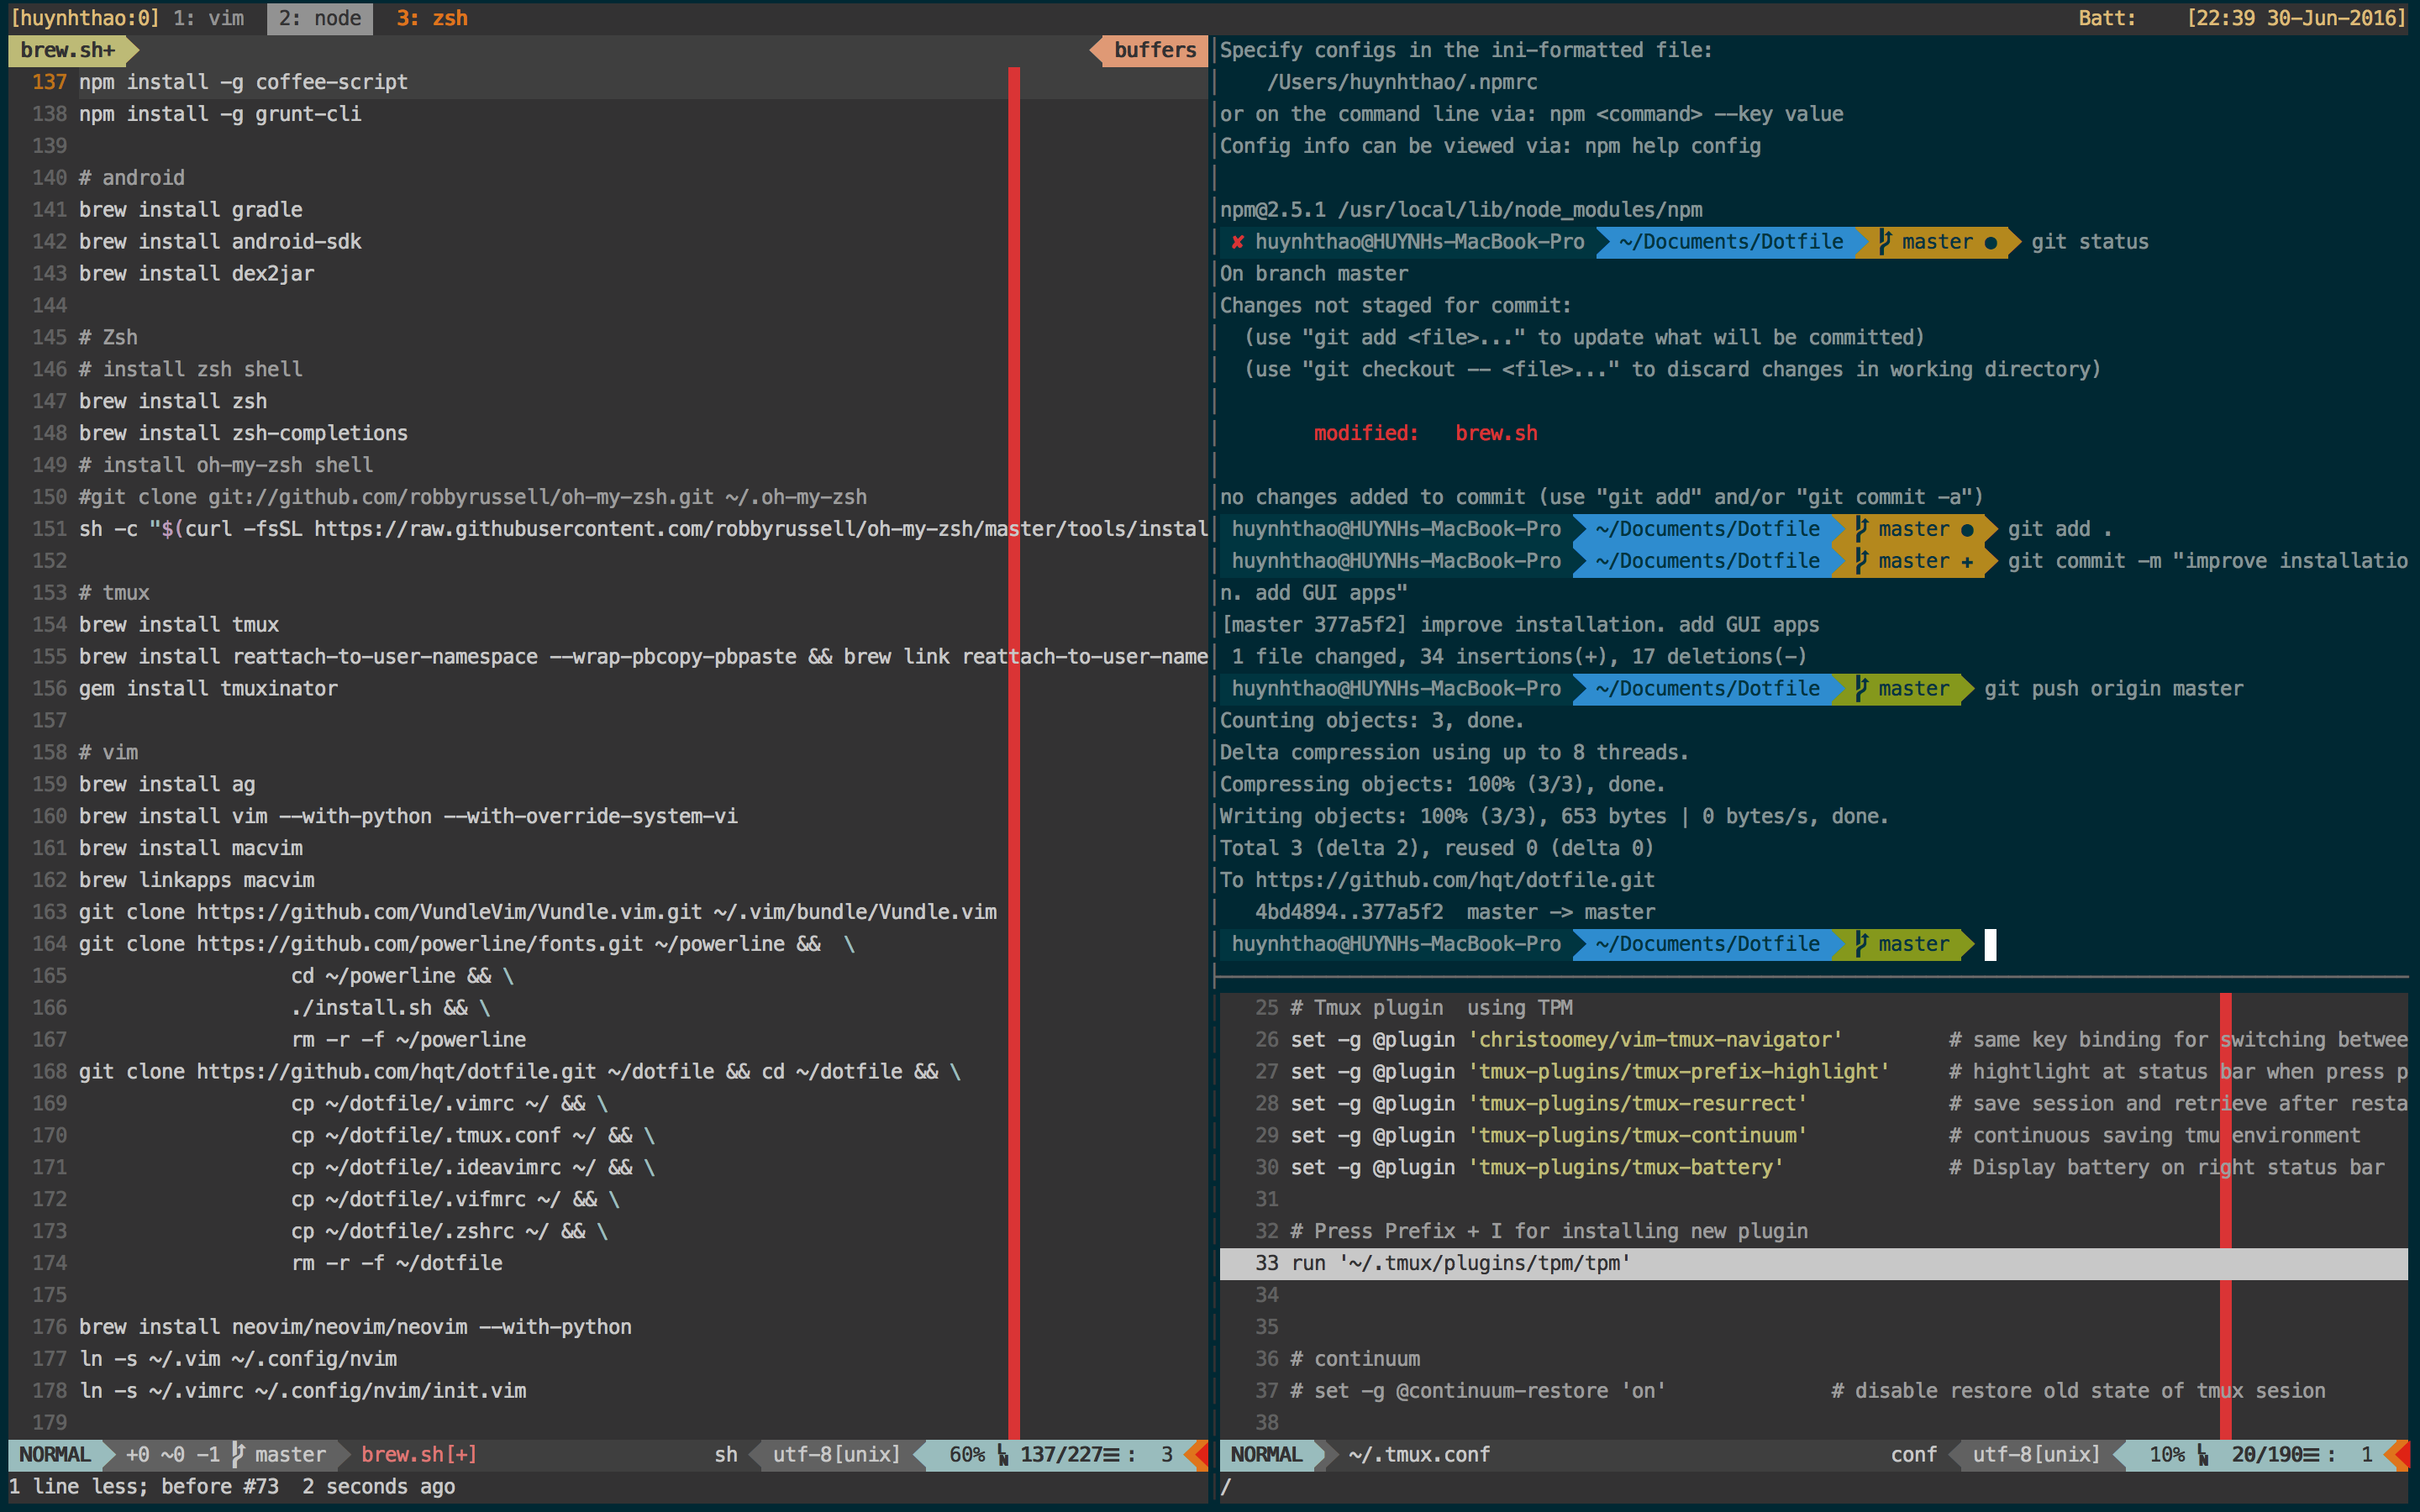 [huynhthao:0] 1: vim 2: node 3: zsh Batt: [22:39 30-Jun-2016]
brew.sh+ buffers
137 npm install -g coffee-script
138 npm install -g grunt-cli
139
140 # android
141 brew install gradle
142 brew install android-sdk
143 brew install dex2jar
144
145 # Zsh
146 # install zsh shell
147 brew install zsh
148 brew install zsh-completions
149 # install oh-my-zsh shell
150 #git clone git://github.com/robbyrussell/oh-my-zsh.git ~/.oh-my-zsh
151 sh -c "$(curl -fsSL https://raw.githubusercontent.com/robbyrussell/oh-my-zsh/master/tools/instal
152
153 # tmux
154 brew install tmux
155 brew install reattach-to-user-namespace --wrap-pbcopy-pbpaste && brew link reattach-to-user-name
156 gem install tmuxinator
157
158 # vim
159 brew install ag
160 brew install vim --with-python --with-override-system-vi
161 brew install macvim
162 brew linkapps macvim
163 git clone https://github.com/VundleVim/Vundle.vim.git ~/.vim/bundle/Vundle.vim
164 git clone https://github.com/powerline/fonts.git ~/powerline &&  \
165 cd ~/powerline && \
166 ./install.sh && \
167 rm -r -f ~/powerline
168 git clone https://github.com/hqt/dotfile.git ~/dotfile && cd ~/dotfile && \
169 cp ~/dotfile/.vimrc ~/ && \
170 cp ~/dotfile/.tmux.conf ~/ && \
171 cp ~/dotfile/.ideavimrc ~/ && \
172 cp ~/dotfile/.vifmrc ~/ && \
173 cp ~/dotfile/.zshrc ~/ && \
174 rm -r -f ~/dotfile
175
176 brew install neovim/neovim/neovim --with-python
177 ln -s ~/.vim ~/.config/nvim
178 ln -s ~/.vimrc ~/.config/nvim/init.vim
179
NORMAL +0 ~0 -1 master brew.sh[+] sh utf-8[unix] 60% LN 137/227≡ : 3
1 line less; before #73  2 seconds ago
Specify configs in the ini-formatted file:
/Users/huynhthao/.npmrc
or on the command line via: npm <command> --key value
Config info can be viewed via: npm help config
npm@2.5.1 /usr/local/lib/node_modules/npm
✘ huynhthao@HUYNHs-MacBook-Pro ~/Documents/Dotfile master ● git status
On branch master
Changes not staged for commit:
(use "git add <file>..." to update what will be committed)
(use "git checkout -- <file>..." to discard changes in working directory)
modified:   brew.sh
no changes added to commit (use "git add" and/or "git commit -a")
huynhthao@HUYNHs-MacBook-Pro ~/Documents/Dotfile master ● git add .
huynhthao@HUYNHs-MacBook-Pro ~/Documents/Dotfile master ✚ git commit -m "improve installatio
n. add GUI apps"
[master 377a5f2] improve installation. add GUI apps
1 file changed, 34 insertions(+), 17 deletions(-)
huynhthao@HUYNHs-MacBook-Pro ~/Documents/Dotfile master git push origin master
Counting objects: 3, done.
Delta compression using up to 8 threads.
Compressing objects: 100% (3/3), done.
Writing objects: 100% (3/3), 653 bytes | 0 bytes/s, done.
Total 3 (delta 2), reused 0 (delta 0)
To https://github.com/hqt/dotfile.git
4bd4894..377a5f2  master -> master
huynhthao@HUYNHs-MacBook-Pro ~/Documents/Dotfile master
25 # Tmux plugin  using TPM
26 set -g @plugin 'christoomey/vim-tmux-navigator' # same key binding for switching betwee
27 set -g @plugin 'tmux-plugins/tmux-prefix-highlight' # hightlight at status bar when press p
28 set -g @plugin 'tmux-plugins/tmux-resurrect' # save session and retrieve after resta
29 set -g @plugin 'tmux-plugins/tmux-continuum' # continuous saving tmu environment
30 set -g @plugin 'tmux-plugins/tmux-battery' # Display battery on right status bar
31
32 # Press Prefix + I for installing new plugin
33 run '~/.tmux/plugins/tpm/tpm'
34
35
36 # continuum
37 # set -g @continuum-restore 'on' # disable restore old state of tmux sesion
38
NORMAL ~/.tmux.conf conf utf-8[unix] 10% LN 20/190≡ : 1
/